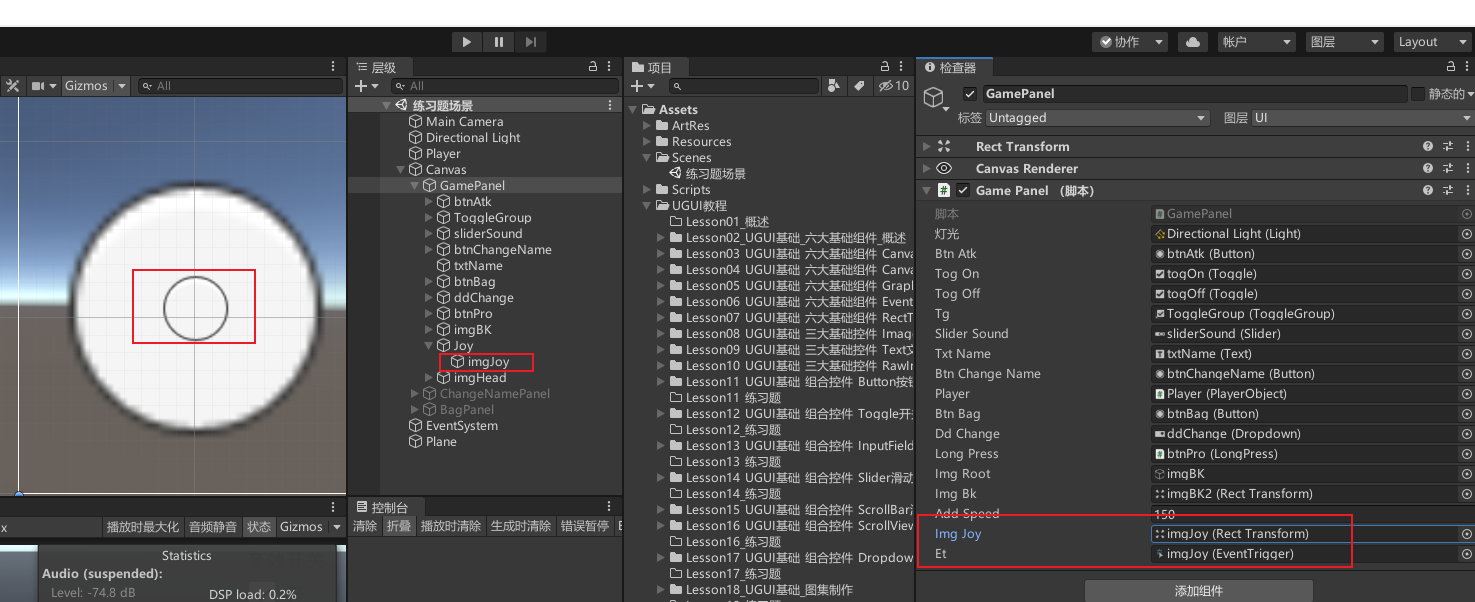 协作
帐户
图层
Layout
Gizmos
All
x
播放时最大化
音频静音
状态
Gizmos
Statistics
Audio (suspended):
Level: -74.8 dB
DSP load: 0.2%
层级
All
练习题场景
Main Camera
Directional Light
Player
Canvas
GamePanel
btnAtk
ToggleGroup
sliderSound
btnChangeName
txtName
btnBag
ddChange
btnPro
imgBK
Joy
imgJoy
imgHead
ChangeNamePanel
BagPanel
EventSystem
Plane
控制台
清除
折叠
播放时清除
生成时清除
错误暂停
项目
10
Assets
ArtRes
Resources
Scenes
练习题场景
Scripts
UGUI教程
Lesson01_概述
Lesson02_UGUI基础_六大基础组件_概述
Lesson03_UGUI基础_六大基础组件_Canva
Lesson04_UGUI基础_六大基础组件_Canva
Lesson05_UGUI基础_六大基础组件_Grap
Lesson06_UGUI基础_六大基础组件_Event
Lesson07_UGUI基础_六大基础组件_RectT
Lesson08_UGUI基础_三大基础控件_Imag
Lesson09_UGUI基础_三大基础控件_Text文
Lesson10_UGUI基础_三大基础控件_RawIr
Lesson11_UGUI基础_组合控件_Button按钮
Lesson11_练习题
Lesson12_UGUI基础_组合控件_Toggle开
Lesson12_练习题
Lesson13_UGUI基础_组合控件_InputField
Lesson13_练习题
Lesson14_UGUI基础_组合控件_Slider滑动
Lesson14_练习题
Lesson15_UGUI基础_组合控件_ScrollBar
Lesson16_UGUI基础_组合控件_ScrollView
Lesson16_练习题
Lesson17_UGUI基础_组合控件_Dropdow
Lesson17_练习题
Lesson18_UGUI基础_图集制作
检查器
GamePanel
静态的
标签 Untagged
图层 UI
Rect Transform
Canvas Renderer
Game Panel （脚本）
脚本 GamePanel
灯光 Directional Light (Light)
Btn Atk btnAtk (Button)
Tog On togOn (Toggle)
Tog Off togOff (Toggle)
Tg ToggleGroup (ToggleGroup)
Slider Sound sliderSound (Slider)
Txt Name txtName (Text)
Btn Change Name btnChangeName (Button)
Player Player (PlayerObject)
Btn Bag btnBag (Button)
Dd Change ddChange (Dropdown)
Long Press btnPro (LongPress)
Img Root imgBK
Img Bk imgBK2 (Rect Transform)
Add Speed 150
Img Joy imgJoy (Rect Transform)
Et imgJoy (EventTrigger)
添加组件